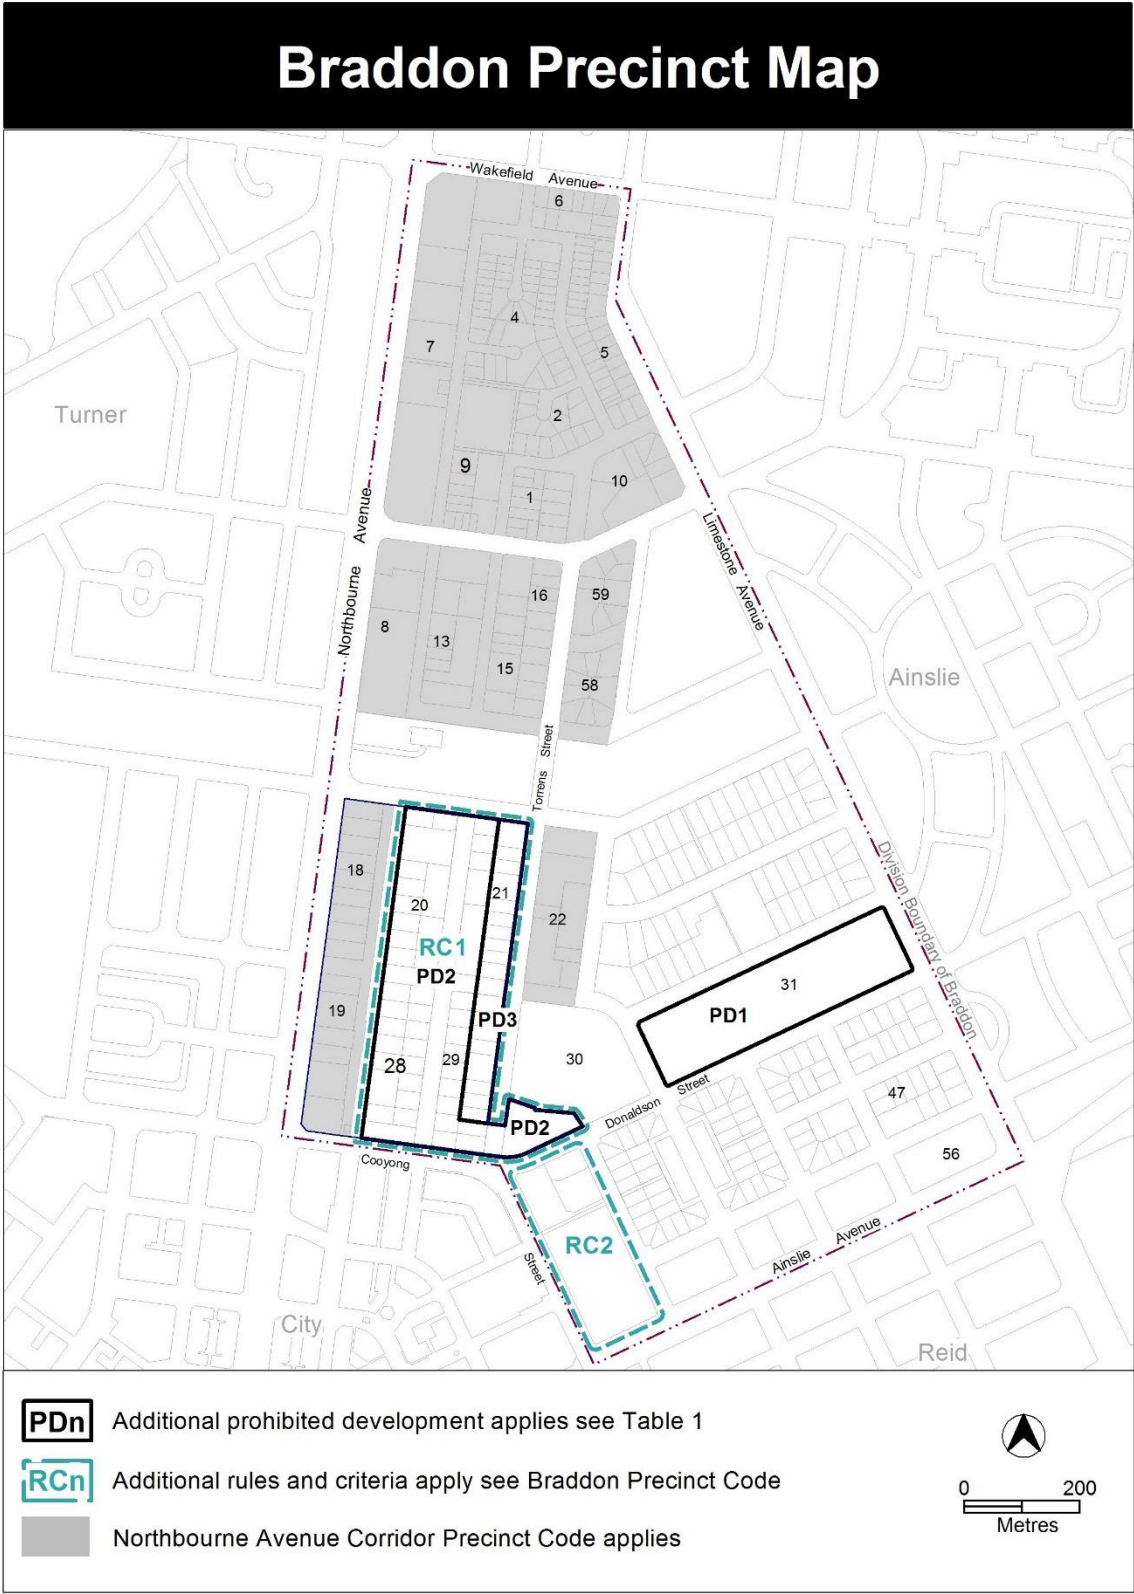 Braddon Precinct Map
Wakefield Avenue
6
4
7
5
Turner
2
9
10
1
Northbourne Avenue
Limestone Avenue
16
59
8
13
15
58
Ainslie
Torrens Street
Division Boundary of Braddon
18
21
20
22
RC1
PD2
31
19
PD3
PD1
28
29
30
Donaldson Street
47
PD2
56
Cooyong Street
RC2
Ainslie Avenue
City
Reid
PDn Additional prohibited development applies see Table 1
RCn Additional rules and criteria apply see Braddon Precinct Code
Northbourne Avenue Corridor Precinct Code applies
0 200
Metres